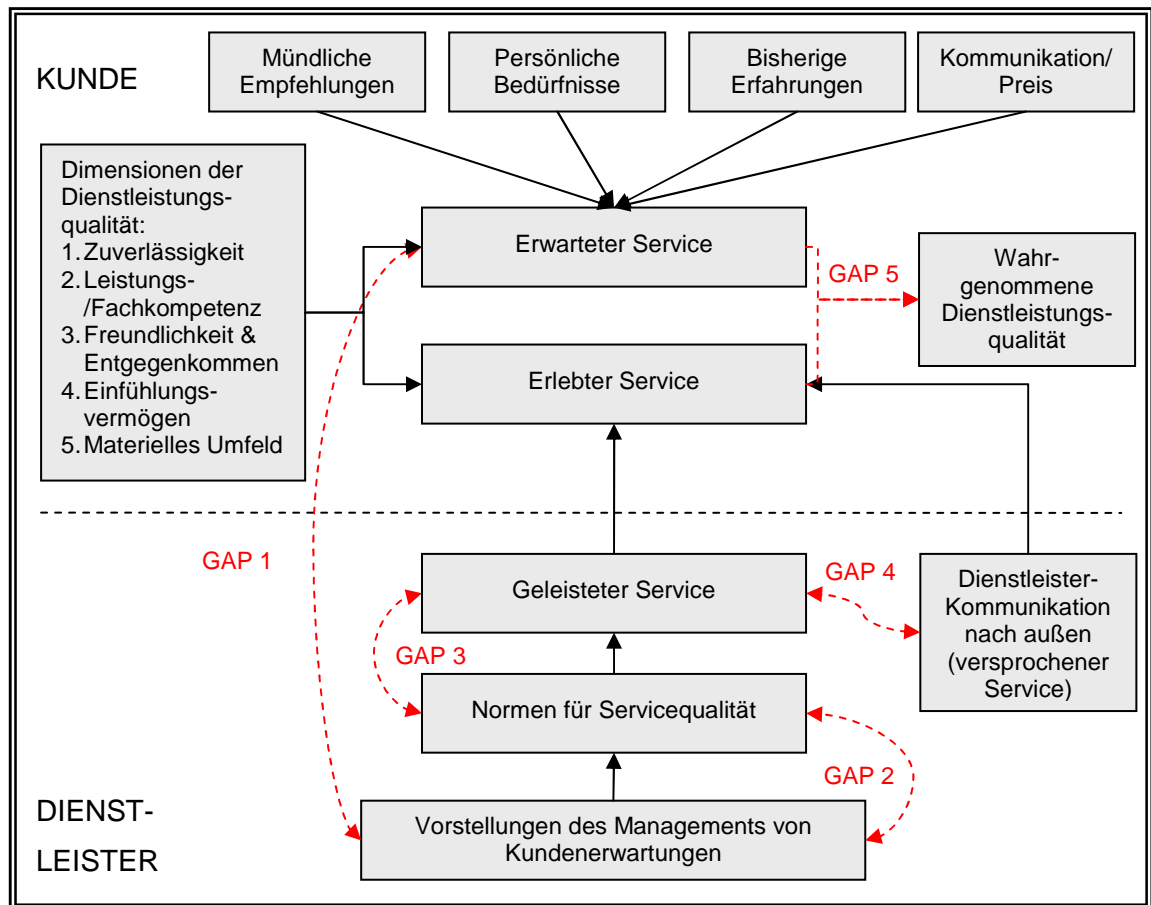 KUNDE
Mündliche
Empfehlungen
Persönliche
Bedürfnisse
Bisherige
Erfahrungen
Kommunikation/
Preis
Dimensionen der
Dienstleistungs-
qualität:
1. Zuverlässigkeit
2. Leistungs-
/Fachkompetenz
3. Freundlichkeit &
Entgegenkommen
4. Einfühlungs-
vermögen
5. Materielles Umfeld
Erwarteter Service
GAP 5
Wahr-
genommene
Dienstleistungs-
qualität
Erlebter Service
GAP 1
Geleisteter Service
GAP 4
Dienstleister-
Kommunikation
nach außen
(versprochener
Service)
GAP 3
Normen für Servicequalität
GAP 2
DIENST-
LEISTER
Vorstellungen des Managements von
Kundenerwartungen